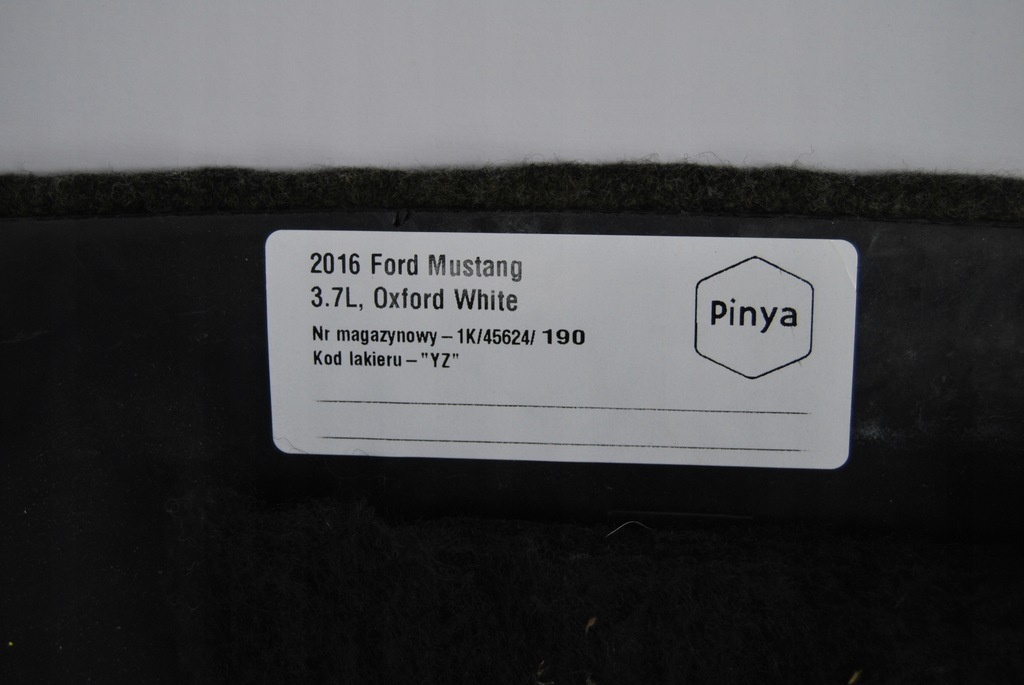 2016 Ford Mustang
3.7L, Oxford White
Nr magazynowy – 1K/45624/ 190
Kod lakieru – "YZ"
Pinya